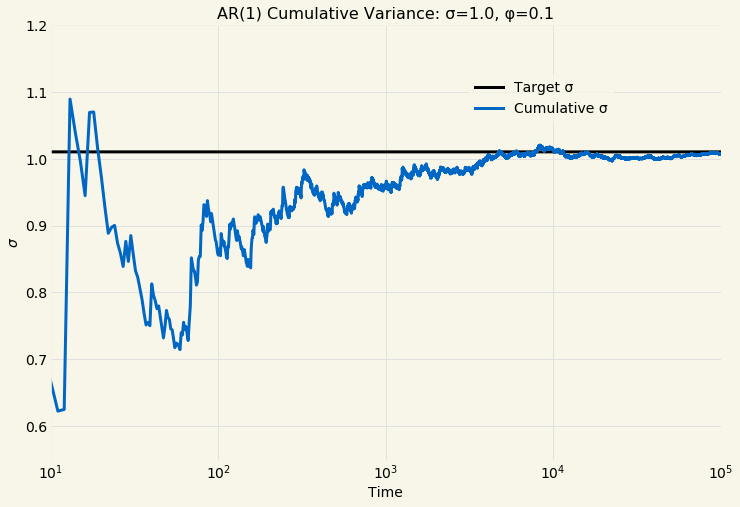 AR(1) Cumulative Variance: σ=1.0, φ=0.1
1.2
1.1
1.0
0.9
0.8
0.7
0.6
σ
Target σ
Cumulative σ
10¹ 10² 10³ 10⁴ 10⁵
Time